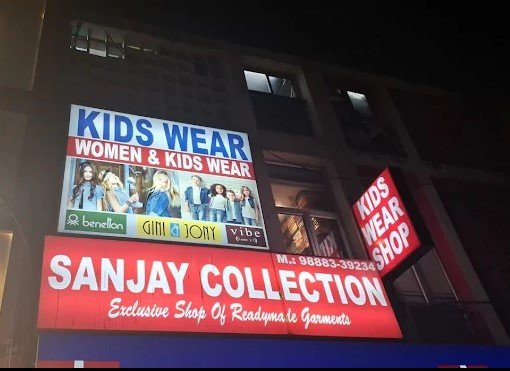 KIDS WEAR
WOMEN & KIDS WEAR
benetton
GINI & JONY
vibe
KIDS
WEAR
SHOP
M.: 98883-39234
SANJAY COLLECTION
Exclusive Shop Of Readymade Garments